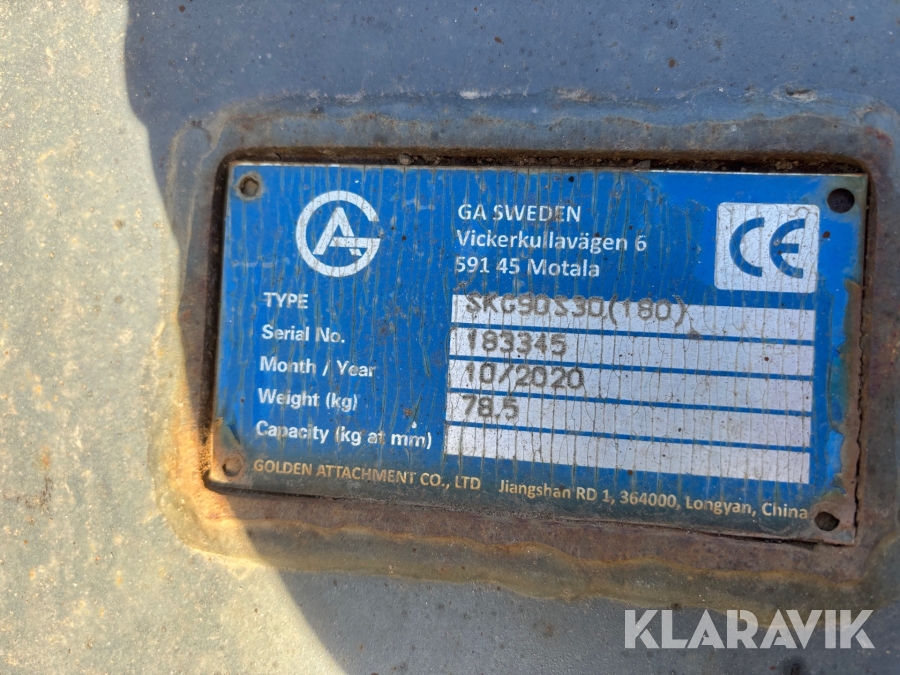 GA
GA SWEDEN
Vickerkullavägen 6
591 45 Motala
CE
TYPE SKG90S30(180)
Serial No. 183345
Month / Year 10/2020
Weight (kg) 78.5
Capacity (kg at mm)
GOLDEN ATTACHMENT CO., LTD Jiangshan RD 1, 364000, Longyan, China
KLARAVIK